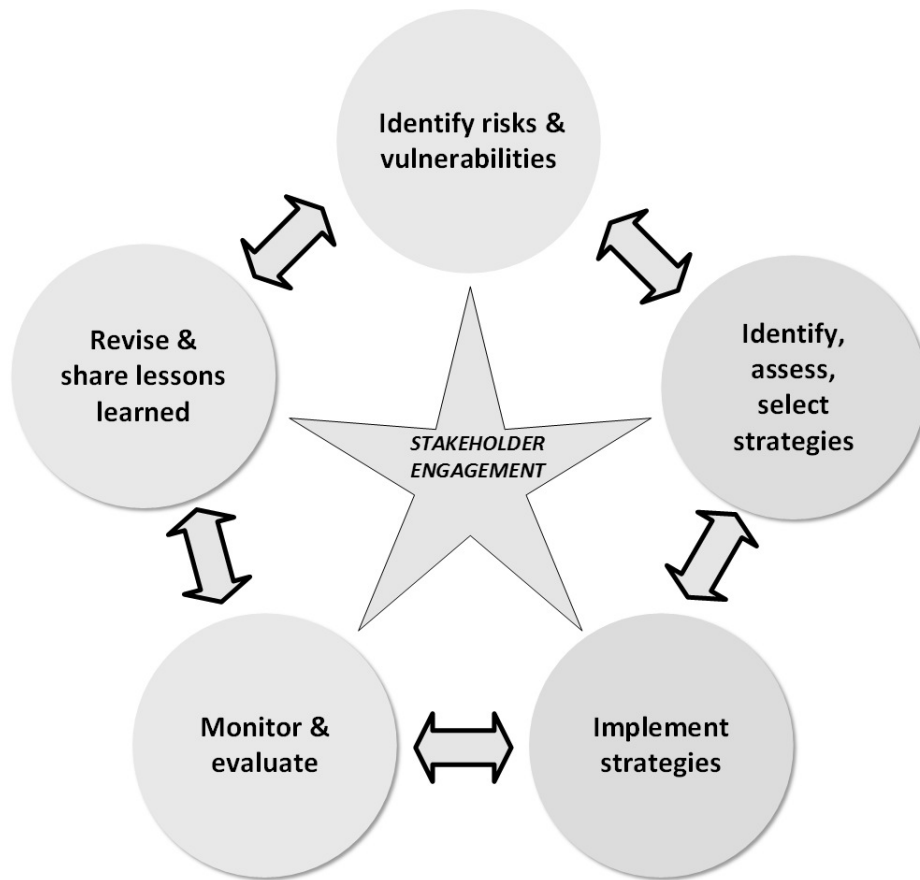 Identify risks &
vulnerabilities
Identify,
assess,
select
strategies
Implement
strategies
Monitor &
evaluate
Revise &
share lessons
learned
STAKEHOLDER
ENGAGEMENT